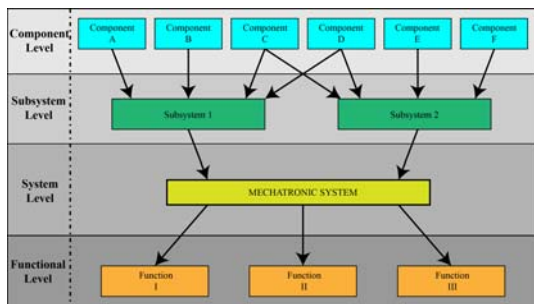 Component
Level
Component
A
Component
B
Component
C
Component
D
Component
E
Component
F
Subsystem
Level
Subsystem 1
Subsystem 2
System
Level
MECHATRONIC SYSTEM
Functional
Level
Function
I
Function
II
Function
III